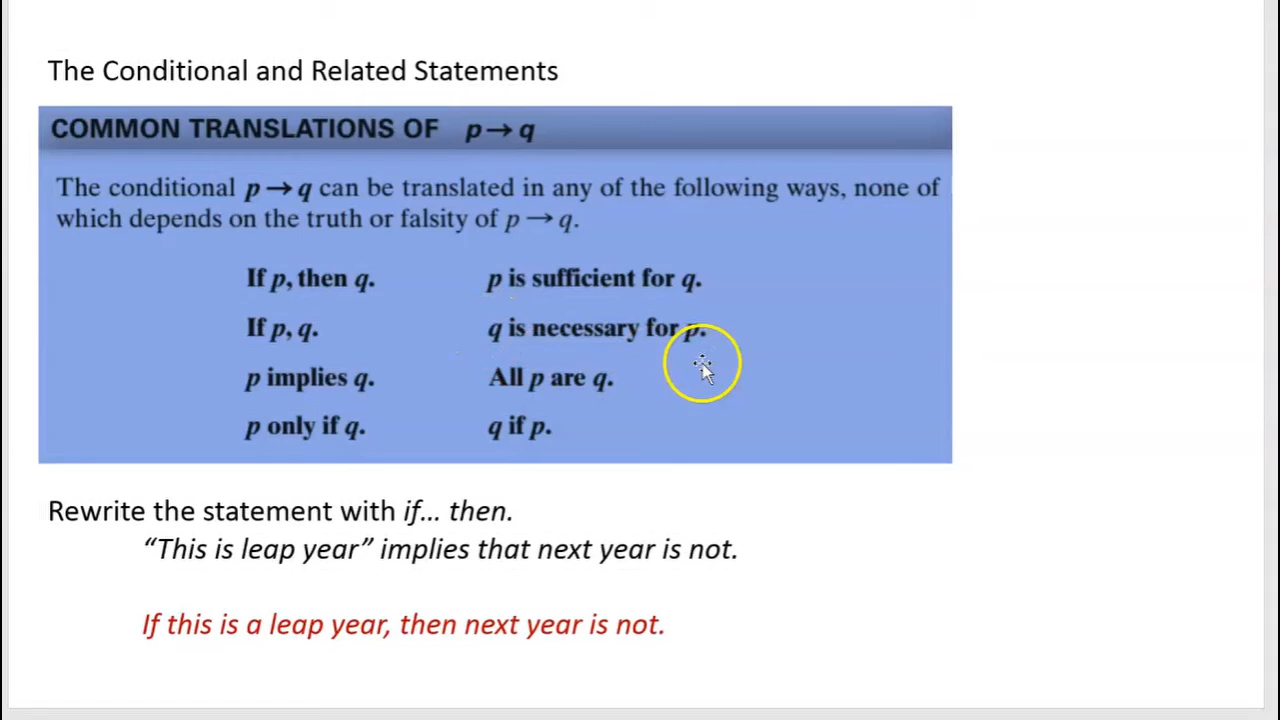 The Conditional and Related Statements
COMMON TRANSLATIONS OF p → q
The conditional p → q can be translated in any of the following ways, none of
which depends on the truth or falsity of p → q.
If p, then q. p is sufficient for q.
If p, q. q is necessary for p.
p implies q. All p are q.
p only if q. q if p.
Rewrite the statement with if... then.
“This is leap year” implies that next year is not.
If this is a leap year, then next year is not.